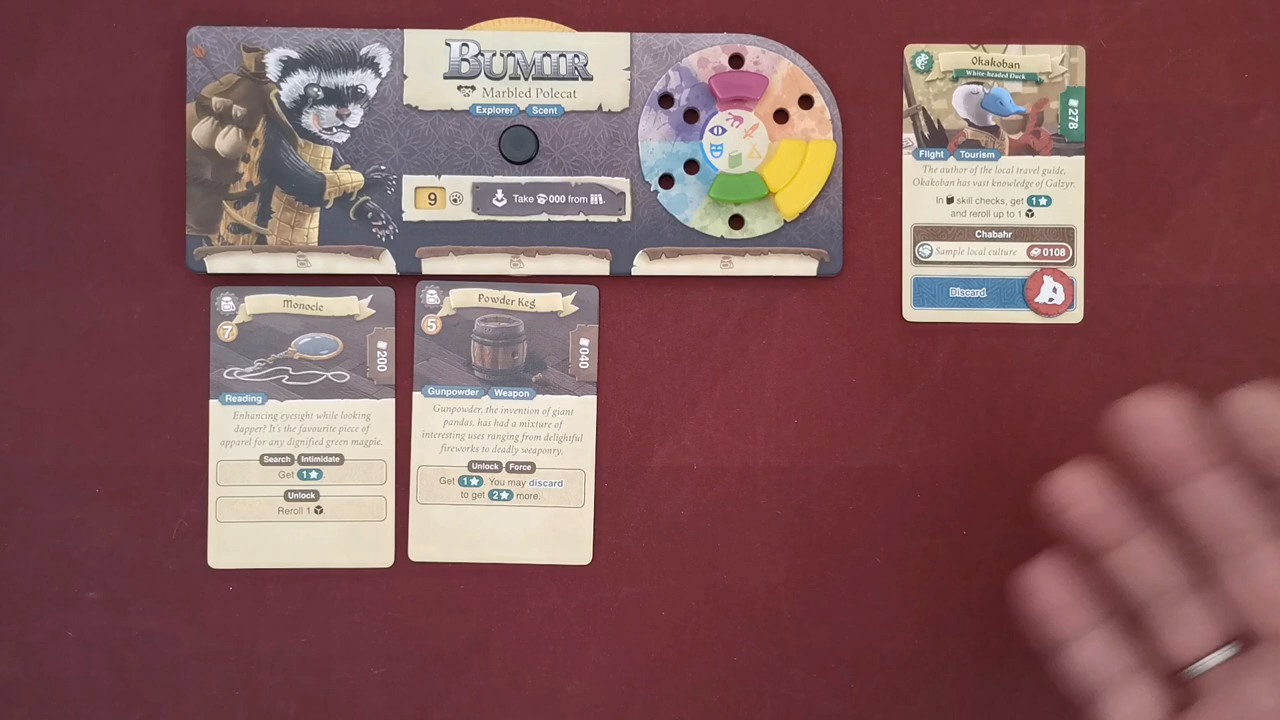 BUMIR
Marbled Polecat
Explorer Scent
9
Take 000 from
Okakoban
White-headed Duck
278
Flight Tourism
The author of the local travel guide,
Okakoban has vast knowledge of Galzyr.
In skill checks, get 1
and reroll up to 1
Chabahr
Sample local culture 0108
Discard
Monocle
7
200
Reading
Enhancing eyesight while looking
dapper? It's the favourite piece of
apparel for any dignified green magpie.
Search Intimidate
Get 1
Unlock
Reroll 1
Powder Keg
5
040
Gunpowder Weapon
Gunpowder, the invention of giant
pandas, has had a mixture of
interesting uses ranging from delightful
fireworks to deadly weaponry.
Unlock Force
Get 1. You may discard
to get 2 more.